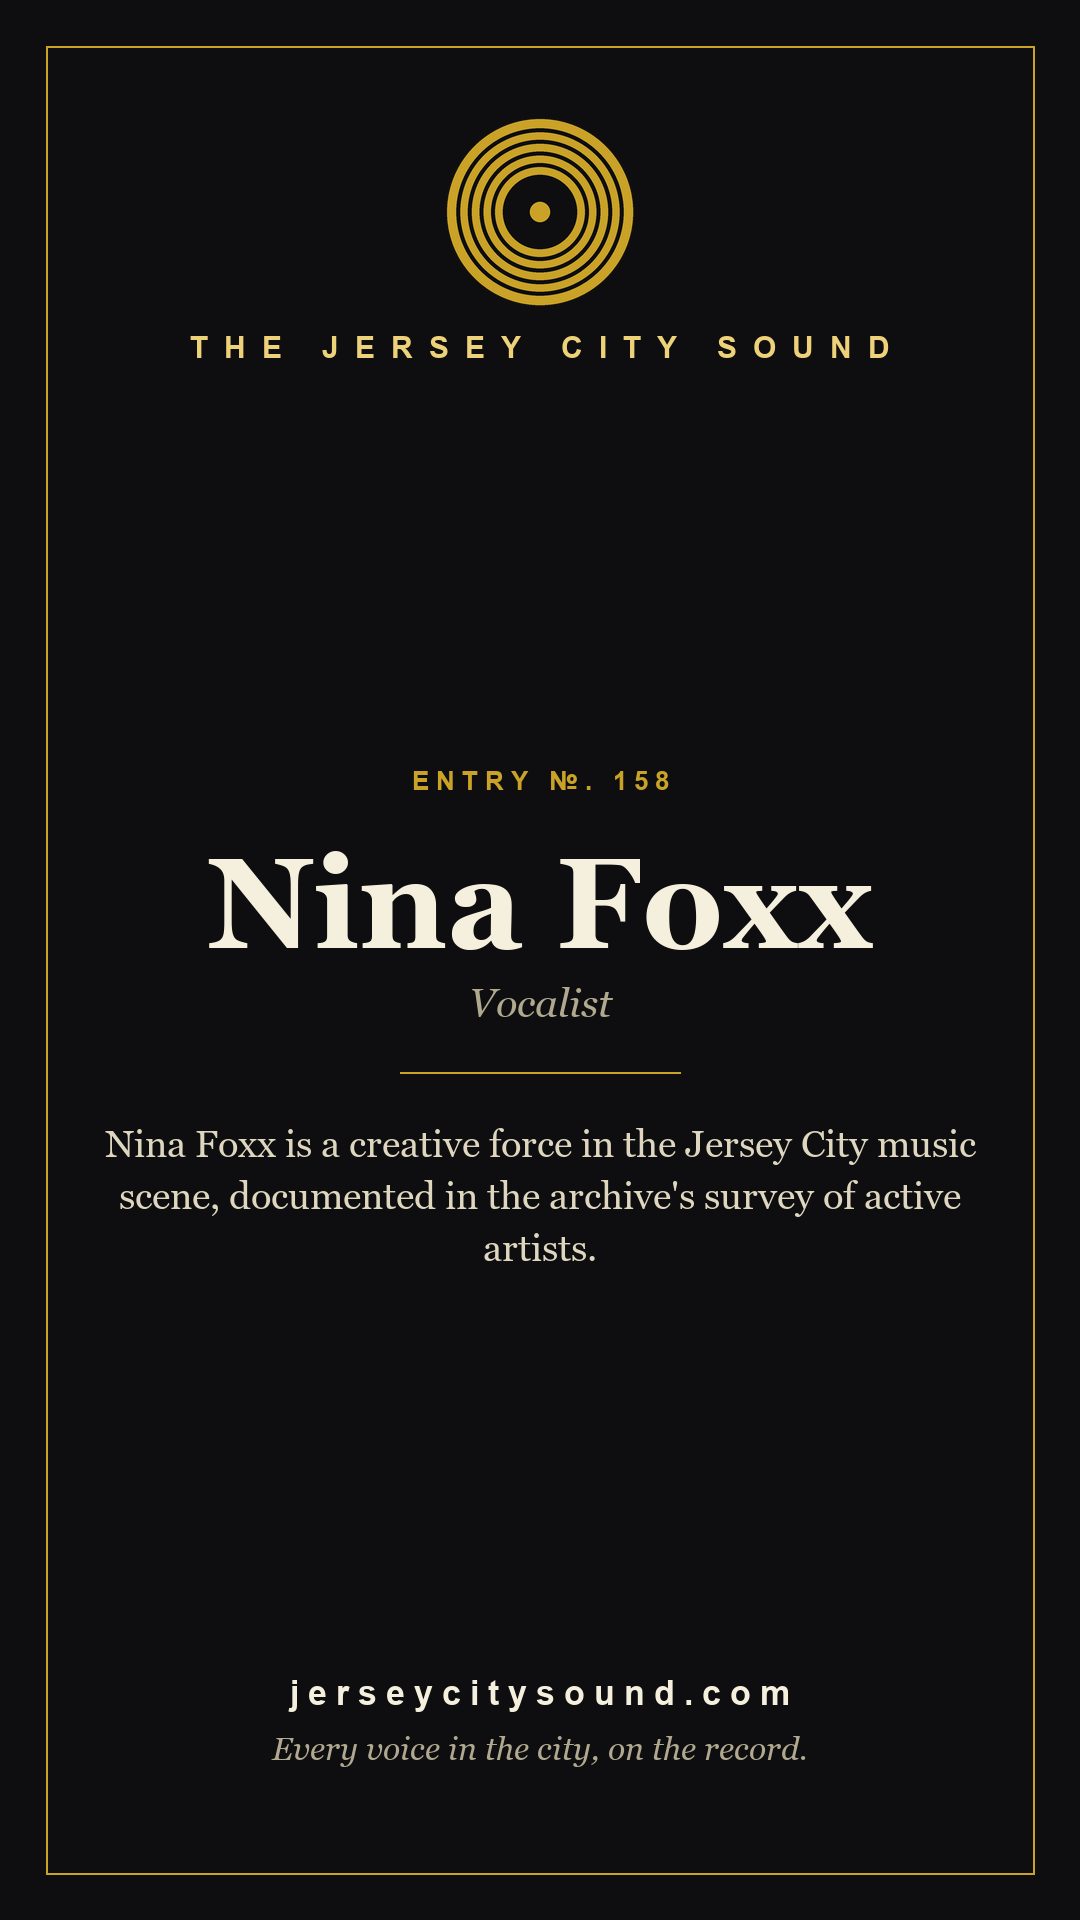 THE JERSEY CITY SOUND
ENTRY №. 158
Nina Foxx
Vocalist
Nina Foxx is a creative force in the Jersey City music
scene, documented in the archive's survey of active
artists.
jerseycitysound.com
Every voice in the city, on the record.